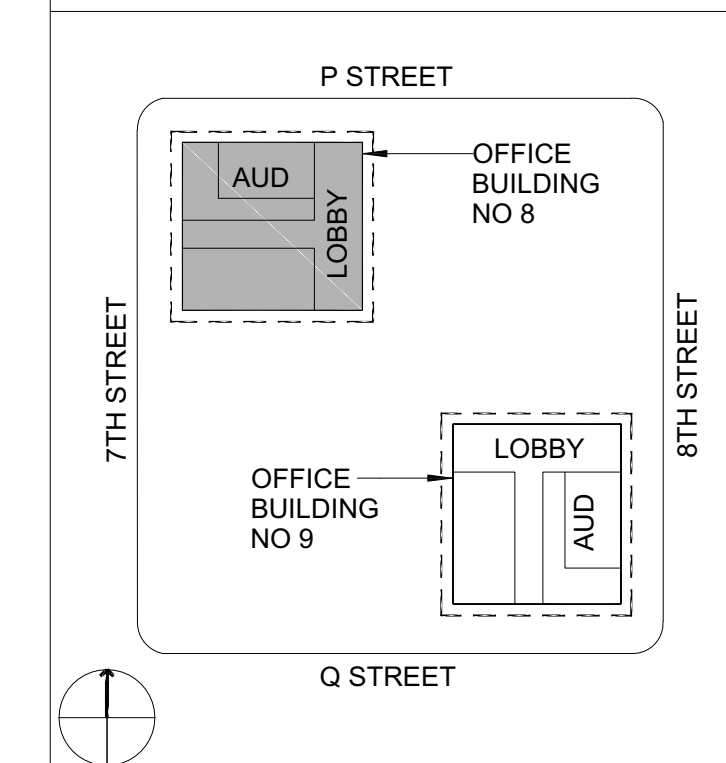 P STREET
AUD
LOBBY
OFFICE
BUILDING
NO 8
7TH STREET
8TH STREET
LOBBY
AUD
OFFICE
BUILDING
NO 9
Q STREET